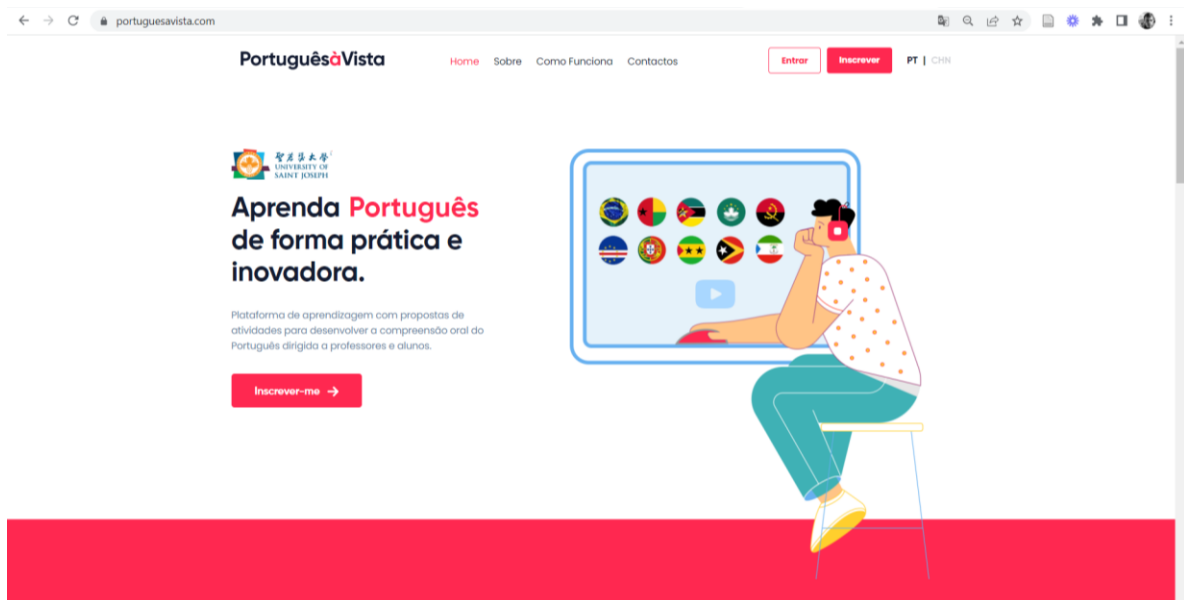 portuguesavista.com
PortuguêsàVista
Home Sobre Como Funciona Contactos
Entrar
Inscrever
PT | CHN
聖若瑟大學
UNIVERSITY OF
SAINT JOSEPH
Aprenda Português
de forma prática e
inovadora.
Plataforma de aprendizagem com propostas de
atividades para desenvolver a compreensão oral do
Português dirigida a professores e alunos.
Inscrever-me →